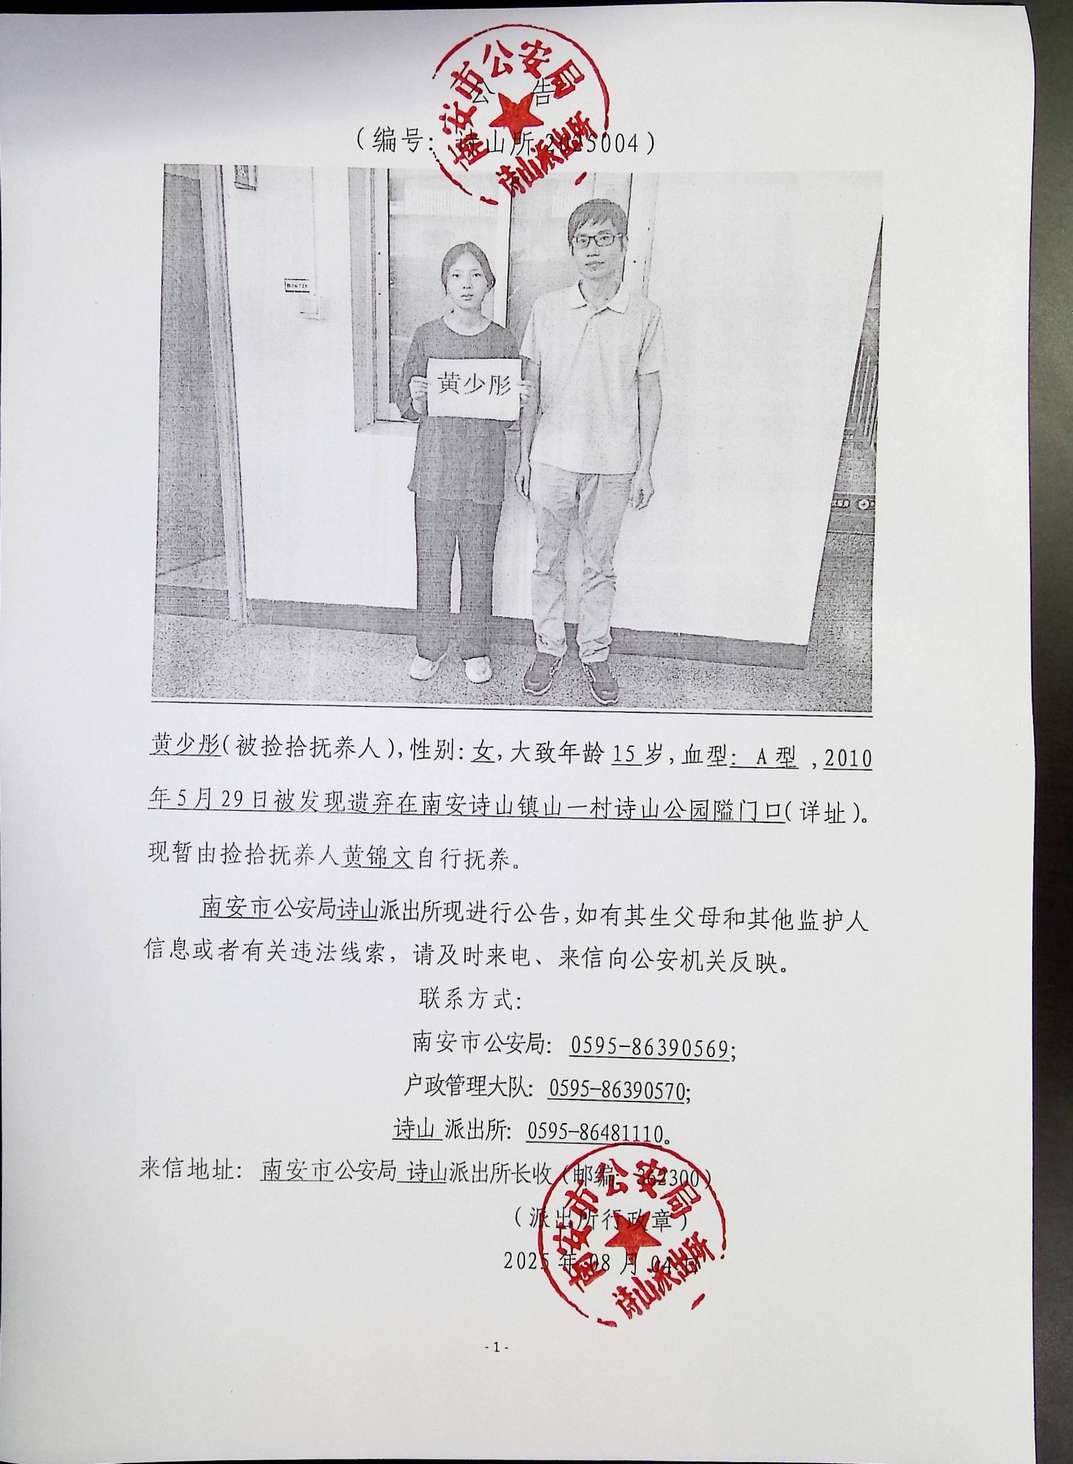 公 告
（编号：诗山所2025004）
南安市公安局
诗山派出所
黄少彤
黄少彤（被捡拾抚养人），性别：女，大致年龄 15 岁，血型： A型 ，2010
年5月29日被发现遗弃在南安诗山镇山一村诗山公园隘门口（详址）。
现暂由捡拾抚养人黄锦文自行抚养。
南安市公安局诗山派出所现进行公告，如有其生父母和其他监护人
信息或者有关违法线索，请及时来电、来信向公安机关反映。
联系方式：
南安市公安局： 0595-86390569；
户政管理大队： 0595-86390570；
诗山 派出所： 0595-86481110。
来信地址： 南安市公安局 诗山派出所长收（邮编：362300）
（派出所行政章）
2025 年 08 月 04 日
南安市公安局
诗山派出所
- 1 -